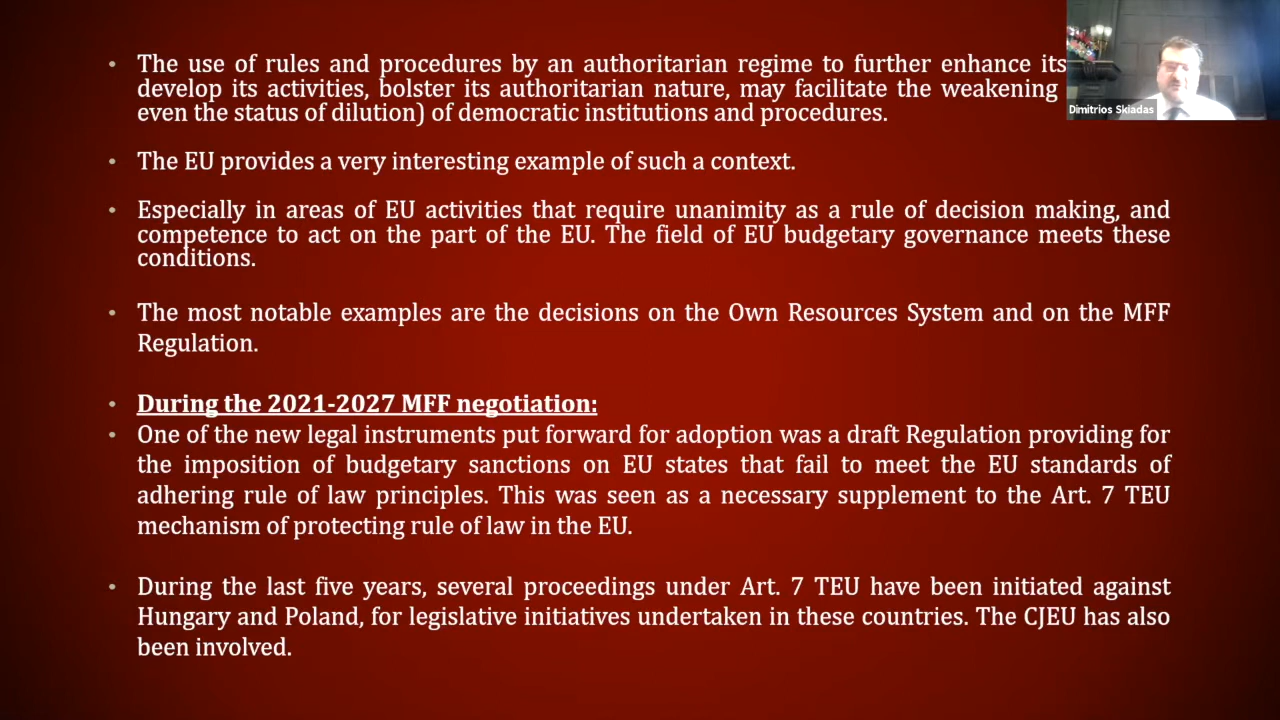 The use of rules and procedures by an authoritarian regime to further enhance its
develop its activities, bolster its authoritarian nature, may facilitate the weakening
even the status of dilution) of democratic institutions and procedures.
The EU provides a very interesting example of such a context.
Especially in areas of EU activities that require unanimity as a rule of decision making, and
competence to act on the part of the EU. The field of EU budgetary governance meets these
conditions.
The most notable examples are the decisions on the Own Resources System and on the MFF
Regulation.
During the 2021-2027 MFF negotiation:
One of the new legal instruments put forward for adoption was a draft Regulation providing for
the imposition of budgetary sanctions on EU states that fail to meet the EU standards of
adhering rule of law principles. This was seen as a necessary supplement to the Art. 7 TEU
mechanism of protecting rule of law in the EU.
During the last five years, several proceedings under Art. 7 TEU have been initiated against
Hungary and Poland, for legislative initiatives undertaken in these countries. The CJEU has also
been involved.
Dimitrios Skiadas